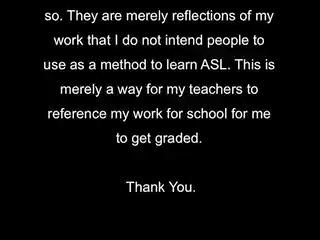 so. They are merely reflections of my
work that I do not intend people to
use as a method to learn ASL. This is
merely a way for my teachers to
reference my work for school for me
to get graded.
Thank You.